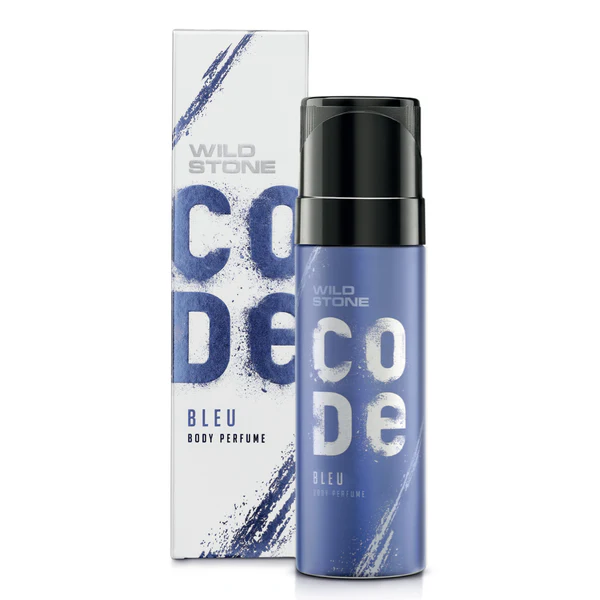 WILD
STONE
CO
De
BLEU
BODY PERFUME
WILD
STONE
CO
De
BLEU
BODY PERFUME